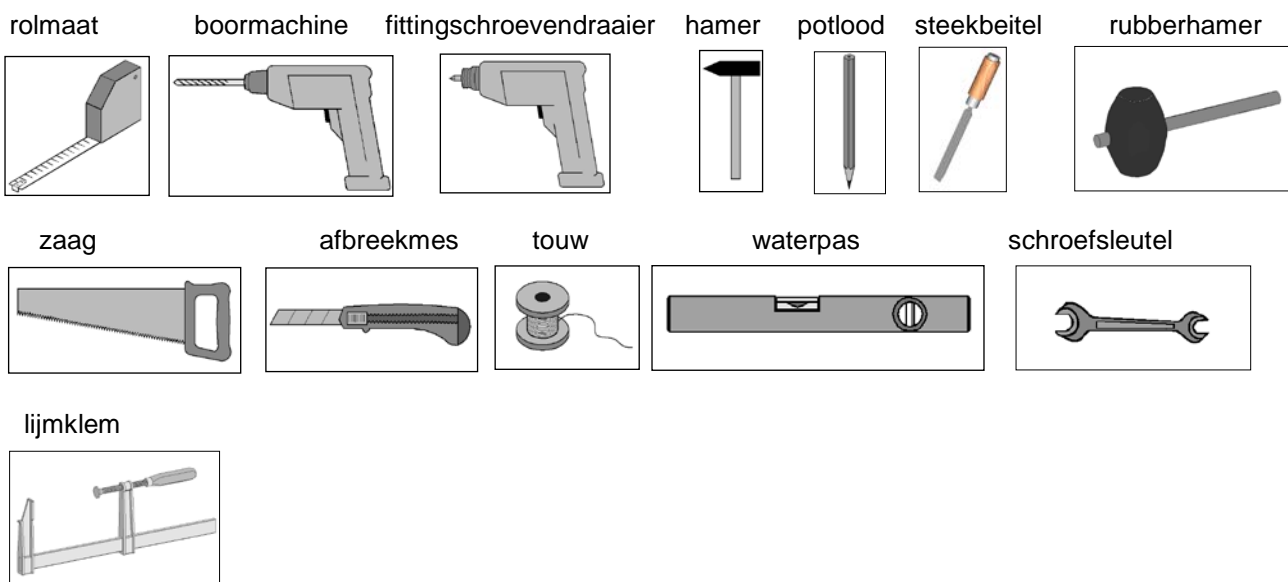 rolmaat boormachine fittingschroevendraaier hamer potlood steekbeitel rubberhamer
zaag afbreekmes touw waterpas schroefsleutel
lijmklem